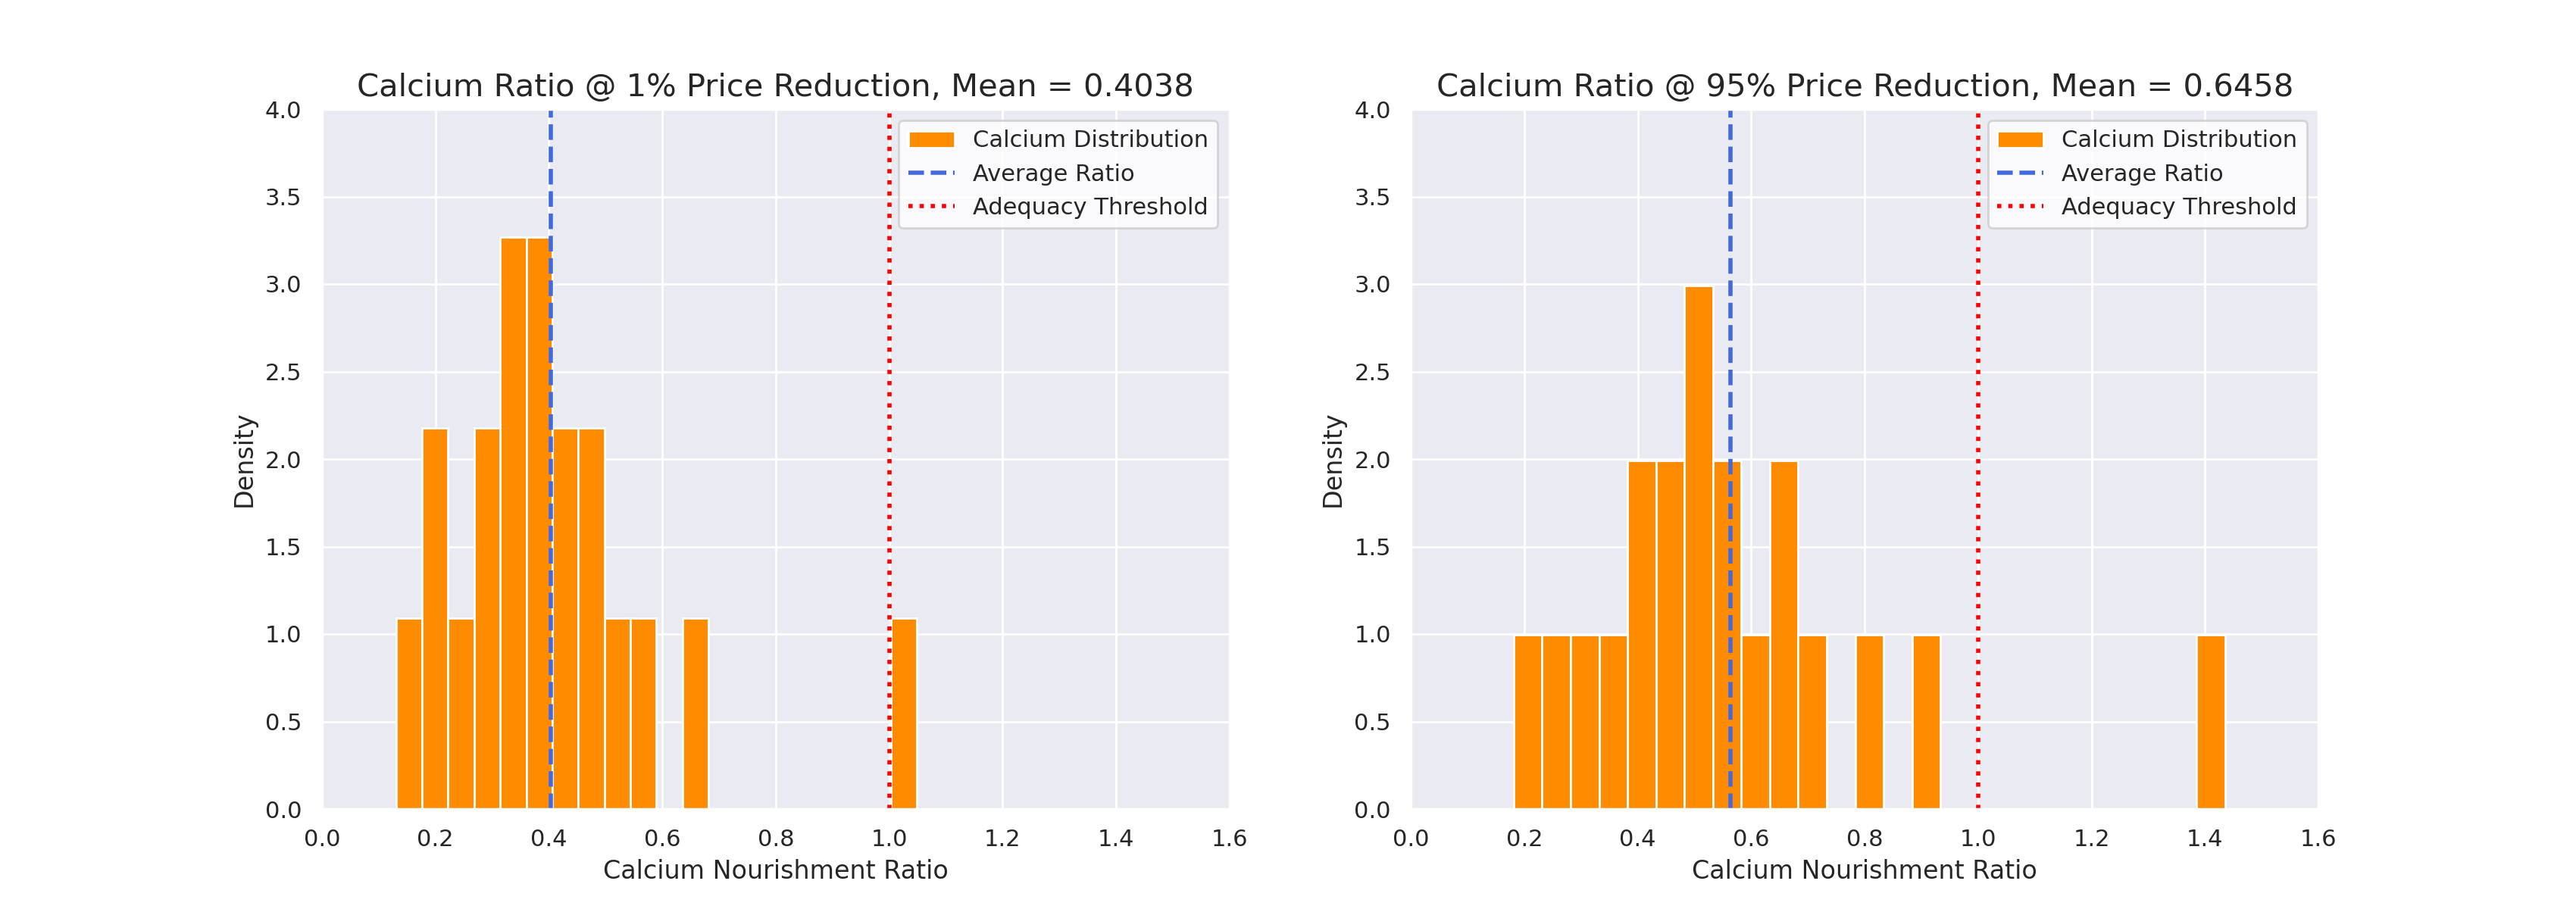 Calcium Ratio @ 1% Price Reduction, Mean = 0.4038
4.0
3.5
3.0
2.5
2.0
1.5
1.0
0.5
0.0
Density
Calcium Distribution
Average Ratio
Adequacy Threshold
0.0 0.2 0.4 0.6 0.8 1.0 1.2 1.4 1.6
Calcium Nourishment Ratio
Calcium Ratio @ 95% Price Reduction, Mean = 0.6458
4.0
3.5
3.0
2.5
2.0
1.5
1.0
0.5
0.0
Density
Calcium Distribution
Average Ratio
Adequacy Threshold
0.0 0.2 0.4 0.6 0.8 1.0 1.2 1.4 1.6
Calcium Nourishment Ratio